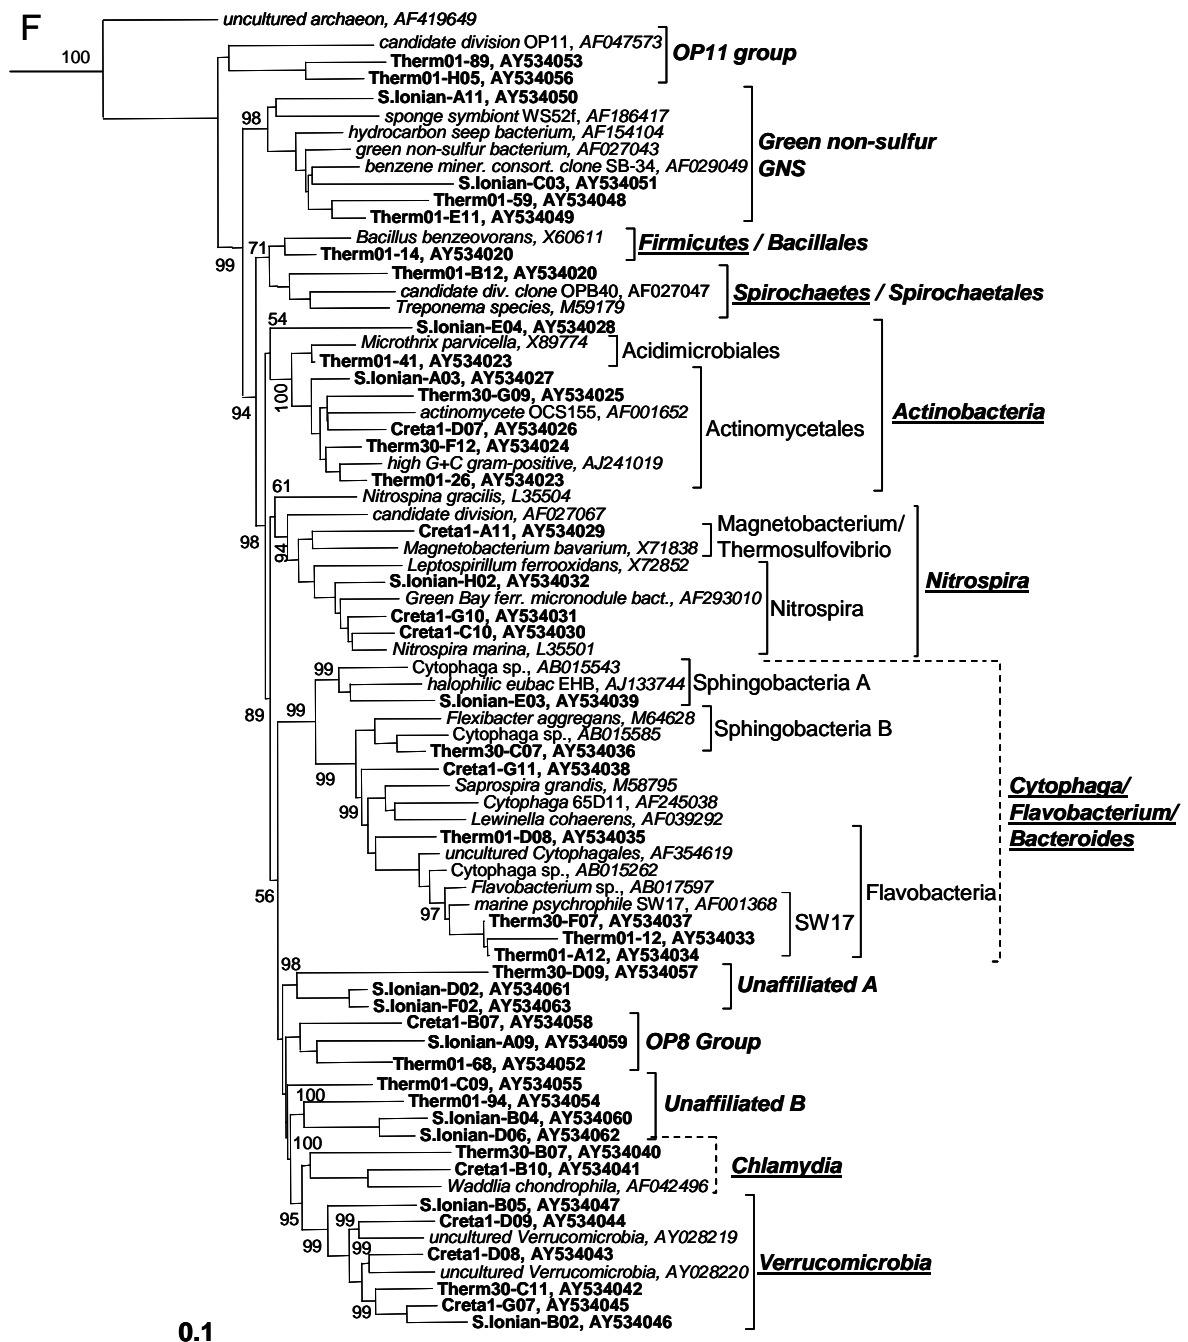 F
uncultured archaeon, AF419649
100
candidate division OP11, AF047573
Therm01-89, AY534053
Therm01-H05, AY534056
OP11 group
S.Ionian-A11, AY534050
sponge symbiont WS52f, AF186417
98
hydrocarbon seep bacterium, AF154104
green non-sulfur bacterium, AF027043
benzene miner. consort. clone SB-34, AF029049
S.Ionian-C03, AY534051
Therm01-59, AY534048
Therm01-E11, AY534049
Green non-sulfur
GNS
99
71
Bacillus benzeovorans, X60611
Therm01-14, AY534020
Firmicutes / Bacillales
Therm01-B12, AY534020
candidate div. clone OPB40, AF027047
Treponema species, M59179
Spirochaetes / Spirochaetales
54
S.Ionian-E04, AY534028
Microthrix parvicella, X89774
Therm01-41, AY534023
Acidimicrobiales
100
94
S.Ionian-A03, AY534027
Therm30-G09, AY534025
actinomycete OCS155, AF001652
Creta1-D07, AY534026
Therm30-F12, AY534024
high G+C gram-positive, AJ241019
Therm01-26, AY534023
Actinomycetales
Actinobacteria
61
Nitrospina gracilis, L35504
candidate division, AF027067
98
94
Creta1-A11, AY534029
Magnetobacterium bavarium, X71838
Magnetobacterium/
Thermosulfovibrio
Leptospirillum ferrooxidans, X72852
S.Ionian-H02, AY534032
Green Bay ferr. micronodule bact., AF293010
Creta1-G10, AY534031
Creta1-C10, AY534030
Nitrospira marina, L35501
Nitrospira
Nitrospira
99
Cytophaga sp., AB015543
halophilic eubac EHB, AJ133744
S.Ionian-E03, AY534039
Sphingobacteria A
89
99
Flexibacter aggregans, M64628
Cytophaga sp., AB015585
Therm30-C07, AY534036
Sphingobacteria B
99
Creta1-G11, AY534038
Saprospira grandis, M58795
Cytophaga 65D11, AF245038
Lewinella cohaerens, AF039292
99
Cytophaga/
Flavobacterium/
Bacteroides
Therm01-D08, AY534035
uncultured Cytophagales, AF354619
Cytophaga sp., AB015262
Flavobacterium sp., AB017597
marine psychrophile SW17, AF001368
97
Therm30-F07, AY534037
Therm01-12, AY534033
Therm01-A12, AY534034
SW17
Flavobacteria
56
98
Therm30-D09, AY534057
S.Ionian-D02, AY534061
S.Ionian-F02, AY534063
Unaffiliated A
Creta1-B07, AY534058
S.Ionian-A09, AY534059
Therm01-68, AY534052
OP8 Group
Therm01-C09, AY534055
100
Therm01-94, AY534054
S.Ionian-B04, AY534060
S.Ionian-D06, AY534062
Unaffiliated B
100
Therm30-B07, AY534040
Creta1-B10, AY534041
Waddlia chondrophila, AF042496
Chlamydia
95
S.Ionian-B05, AY534047
99
Creta1-D09, AY534044
uncultured Verrucomicrobia, AY028219
99
99
Creta1-D08, AY534043
uncultured Verrucomicrobia, AY028220
Therm30-C11, AY534042
Creta1-G07, AY534045
99
S.Ionian-B02, AY534046
Verrucomicrobia
0.1